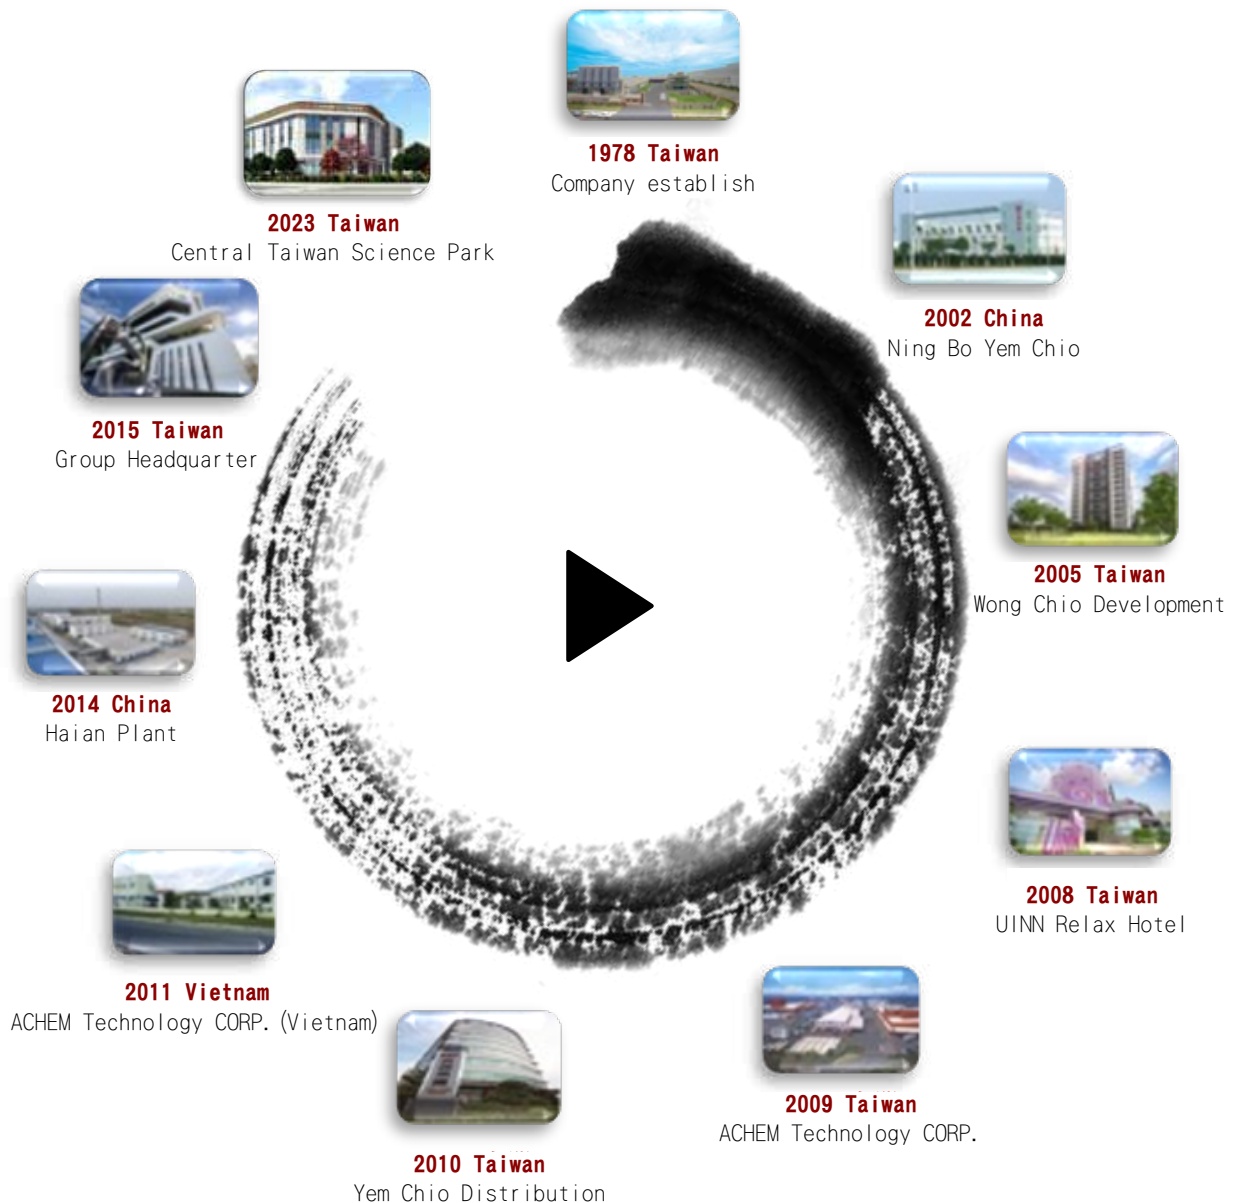 1978 Taiwan
Company establish
2002 China
Ning Bo Yem Chio
2005 Taiwan
Wong Chio Development
2008 Taiwan
UINN Relax Hotel
2009 Taiwan
ACHEM Technology CORP.
2010 Taiwan
Yem Chio Distribution
2011 Vietnam
ACHEM Technology CORP. (Vietnam)
2014 China
Haian Plant
2015 Taiwan
Group Headquarter
2023 Taiwan
Central Taiwan Science Park